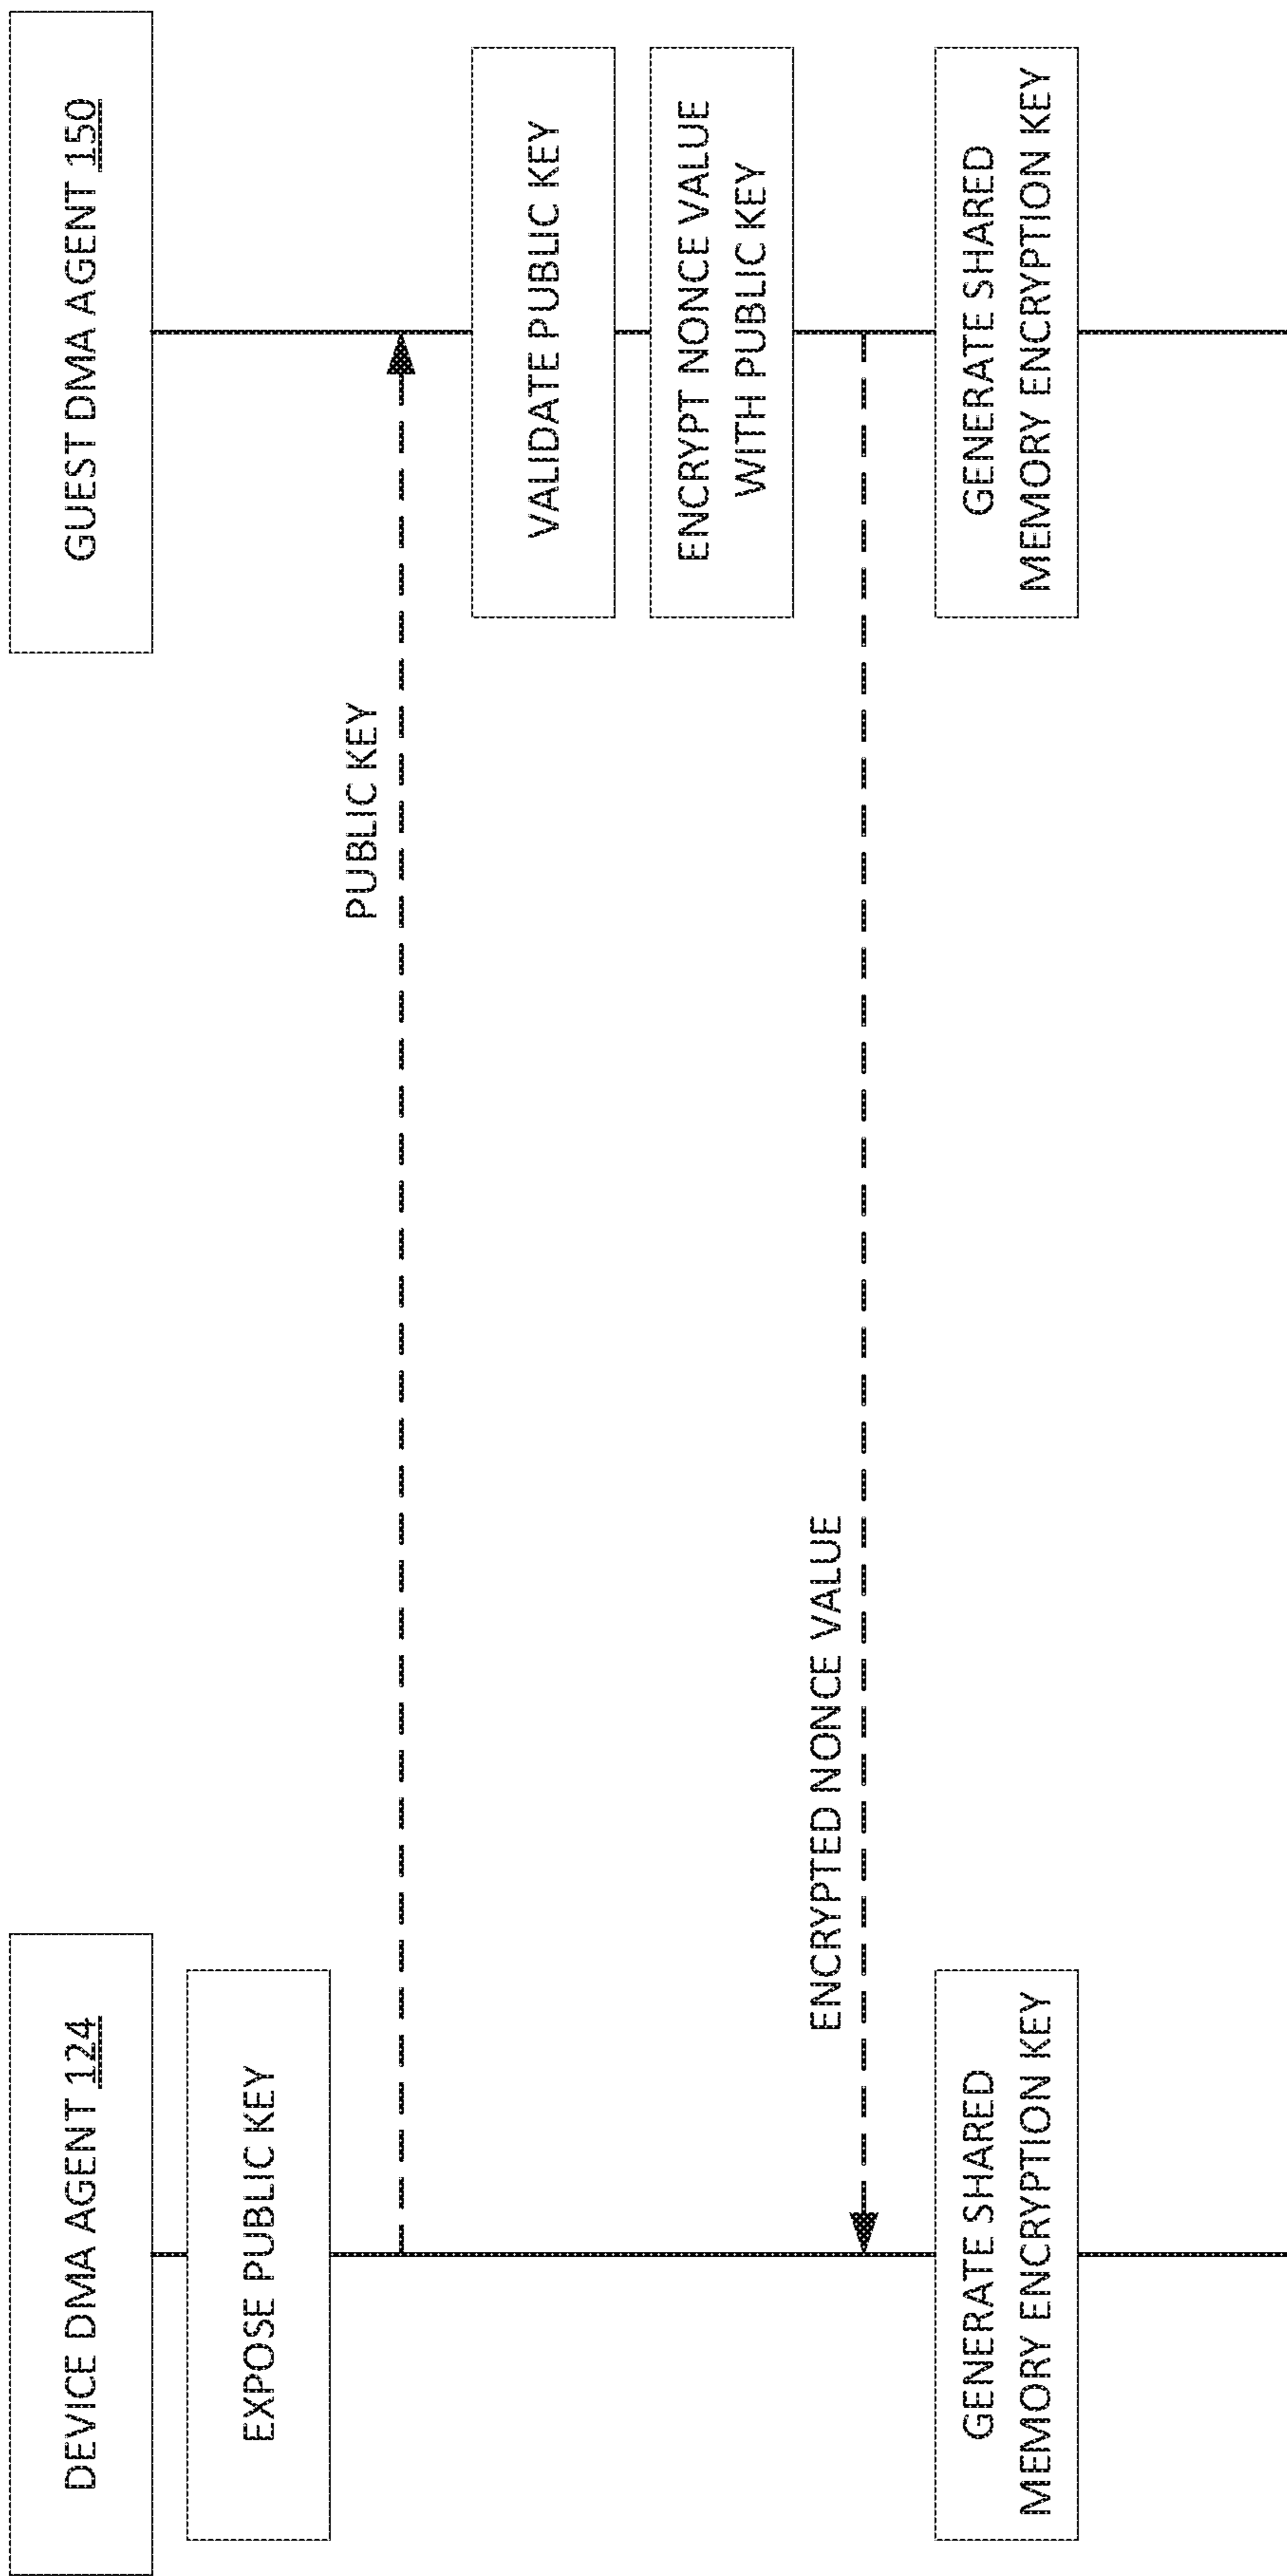 DEVICE DMA AGENT 124
GUEST DMA AGENT 150
EXPOSE PUBLIC KEY
PUBLIC KEY
VALIDATE PUBLIC KEY
ENCRYPT NONCE VALUE
WITH PUBLIC KEY
ENCRYPTED NONCE VALUE
GENERATE SHARED
MEMORY ENCRYPTION KEY
GENERATE SHARED
MEMORY ENCRYPTION KEY